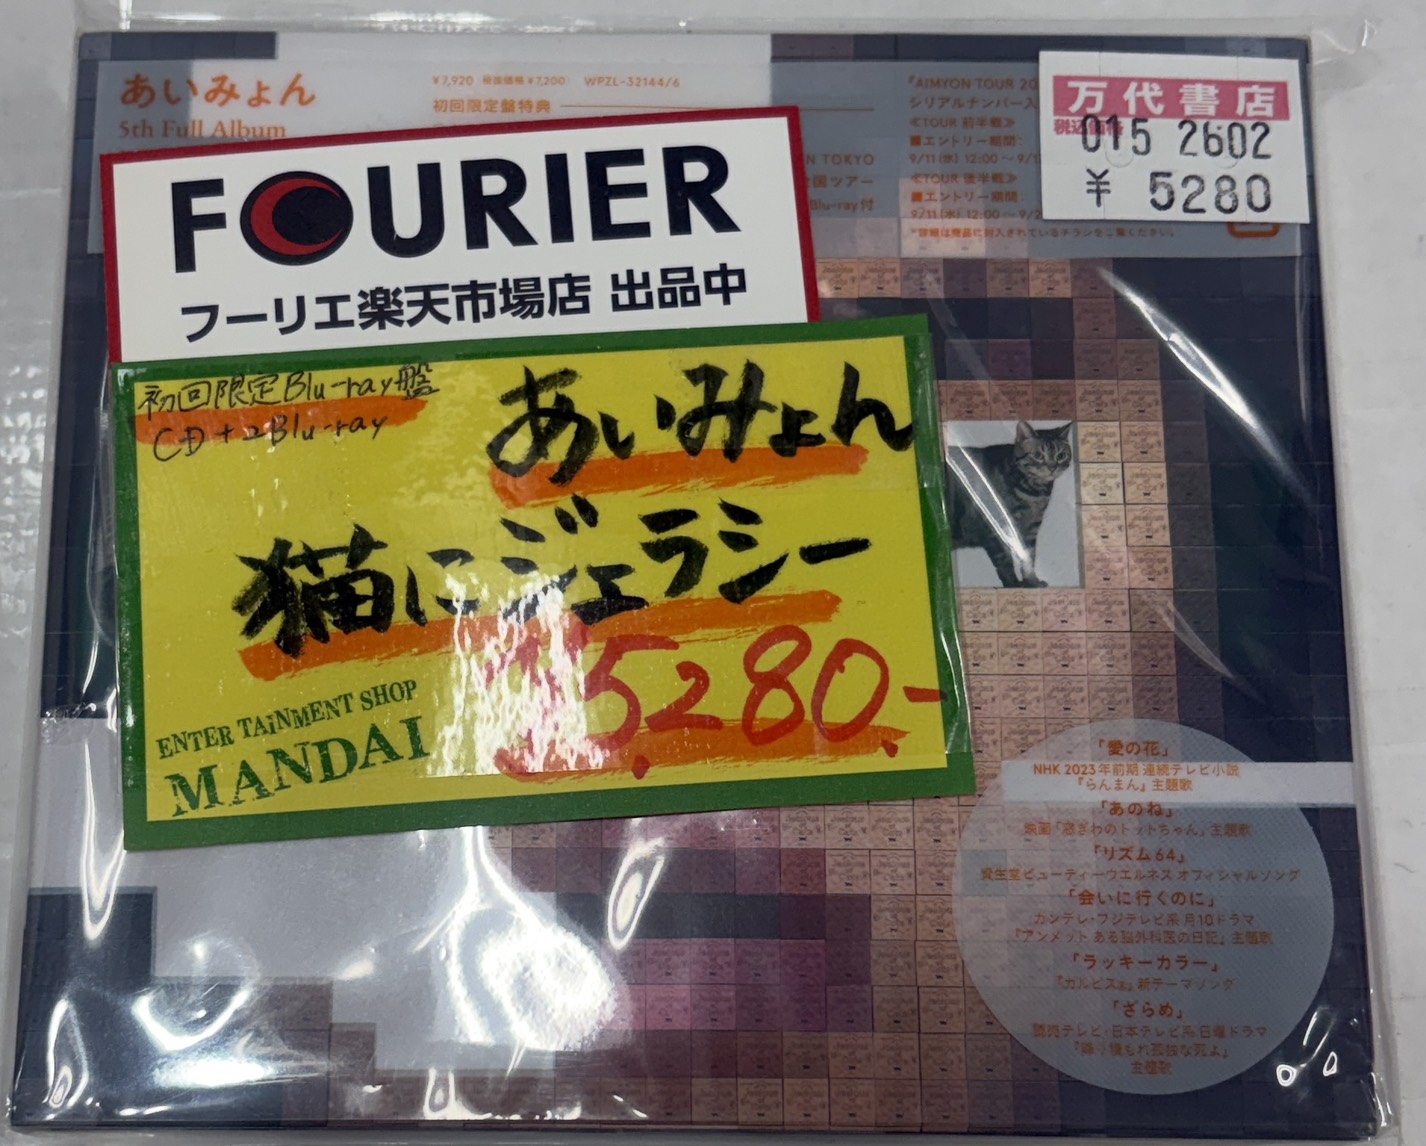 あいみょん
5th Full Album
¥7,920 税抜価格¥7,200 WPZL-32144/6
初回限定盤特典
『AIMYON TOUR 20
シリアルナンバー入
≪TOUR 前半戦≫
■エントリー期間:
N TOKYO
国ツアー
≪TOUR 後半戦≫
■エントリー期間:
Blu-ray付
9/11(水) 12:00～9/2
*詳細は商品に封入されているチラシをご覧ください。
万代書店
税込価格
015 2602
¥ 5280
FOURIER
フーリエ楽天市場店 出品中
初回限定Blu-ray盤
CD+2Blu-ray
あいみょん
猫にジェラシー
¥5,280-
ENTERTAINMENT SHOP
MANDAI
「愛の花」
NHK 2023年前期 連続テレビ小説
『らんまん』主題歌
「あのね」
映画「窓ぎわのトットちゃん」主題歌
「リズム64」
資生堂ビューティーウエルネス オフィシャルソング
「会いに行くのに」
カンテレ・フジテレビ系 月10ドラマ
『アンメット ある脳外科医の日記』主題歌
「ラッキーカラー」
「カルピス®」新テーマソング
「ざらめ」
読売テレビ・日本テレビ系 日曜ドラマ
『降り積もれ孤独な死よ』
主題歌